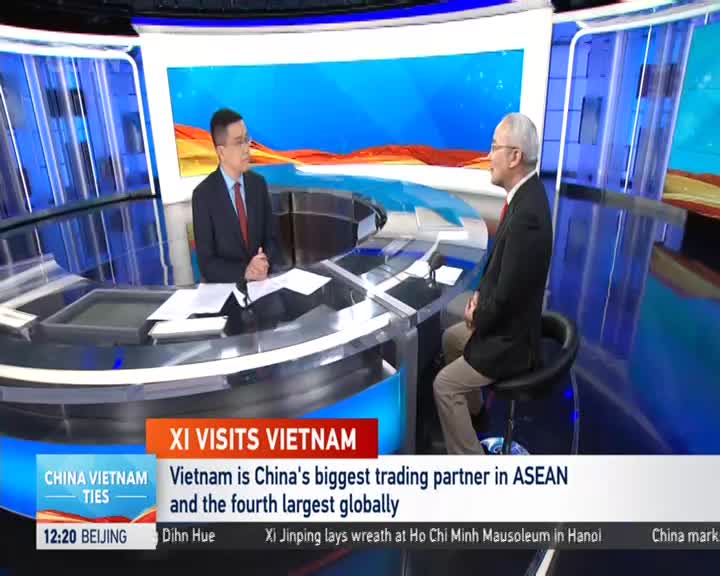 XI VISITS VIETNAM
CHINA VIETNAM
TIES
Vietnam is China's biggest trading partner in ASEAN
and the fourth largest globally
12:20 BEIJING
Dihn Hue Xi Jinping lays wreath at Ho Chi Minh Mausoleum in Hanoi China mark